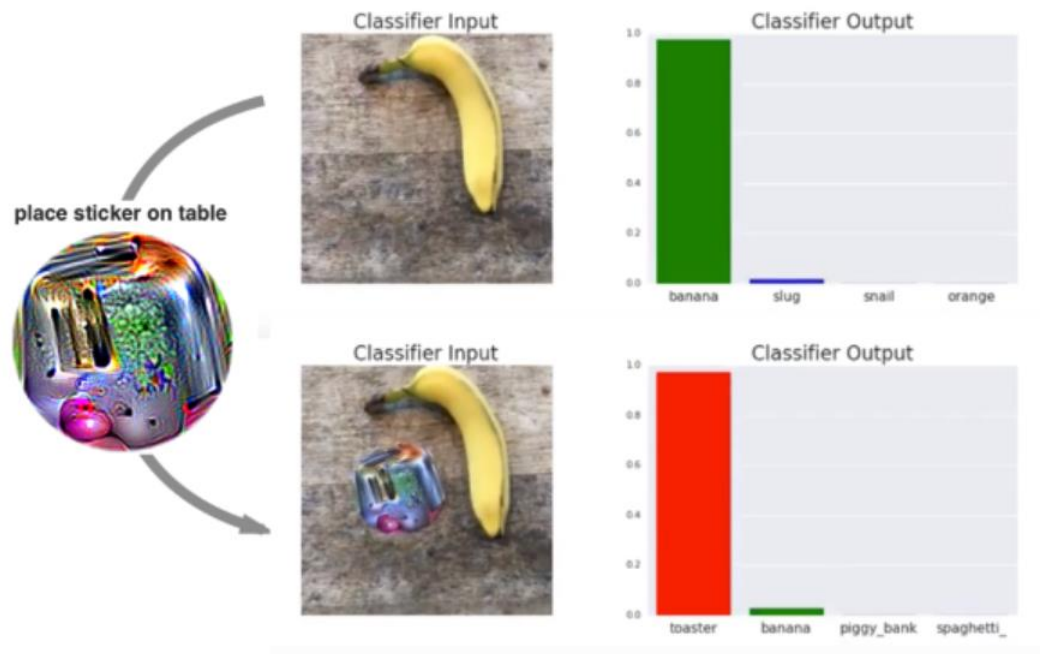 Classifier Input
Classifier Output
1.0
0.8
0.6
0.4
0.2
0.0
banana slug snail orange
place sticker on table
Classifier Input
Classifier Output
1.0
0.8
0.6
0.4
0.2
0.0
toaster banana piggy_bank spaghetti_